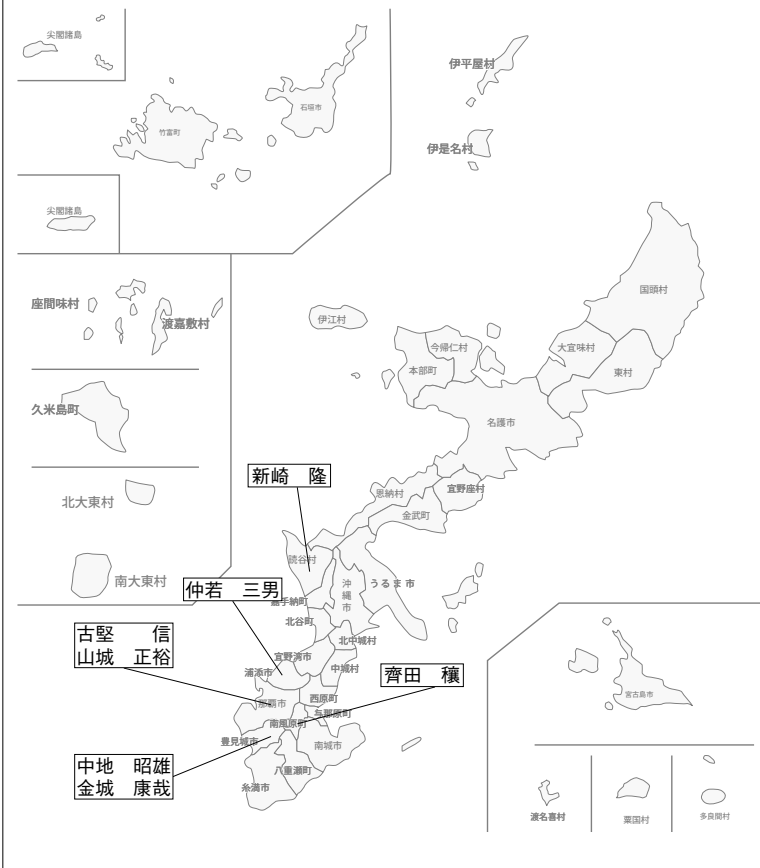 尖閣諸島
石垣市
竹富町
尖閣諸島
伊平屋村
伊是名村
座間味村
渡嘉敷村
久米島町
北大東村
南大東村
国頭村
大宜味村
東村
伊江村
今帰仁村
本部町
名護市
恩納村
宜野座村
金武町
新崎　隆
読谷村
沖縄市
うるま市
仲若　三男
嘉手納町
北谷町
北中城村
古堅　　信
山城　正裕
宜野湾市
中城村
浦添市
齊田　穰
西原町
那覇市
与那原町
南風原町
豊見城市
南城市
中地　昭雄
金城　康哉
八重瀬町
糸満市
宮古島市
渡名喜村
粟国村
多良間村